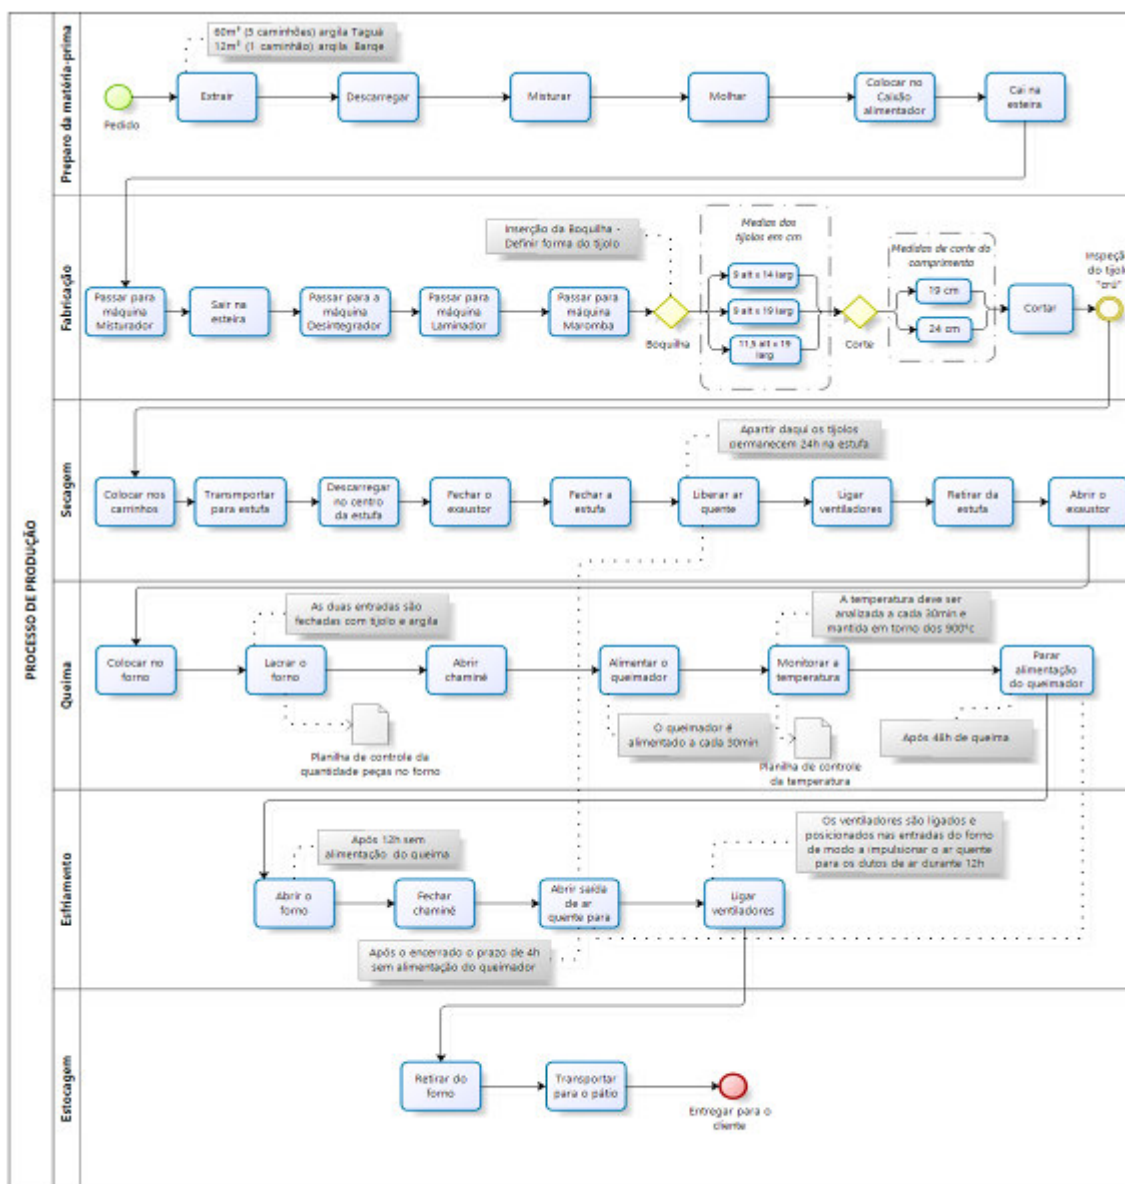 PROCESSO DE PRODUÇÃO
Preparo da matéria-prima
60m³ (5 caminhões) argila Taguá
12m³ (1 caminhão) argila Barge
Pedido
Extrair
Descarregar
Misturar
Molhar
Colocar no
Caixão
alimentador
Cai na
esteira
Fabricação
Inserção da Boquilha -
Definir forma do tijolo
Medias dos
tijolos em cm
Medidas de corte do
comprimento
Inspeçã
do tijol
"crú"
Passar para
máquina
Misturador
Sair na
esteira
Passar para a
máquina
Desintegrador
Passar para
máquina
Laminador
Passar para
máquina
Maromba
Boquilha
9 alt x 14 larg
9 alt x 19 larg
11,5 alt x 19
larg
Corte
19 cm
24 cm
Cortar
Secagem
Apartir daqui os tijolos
permanecem 24h na estufa
Colocar nos
carrinhos
Transmportar
para estufa
Descarregar
no centro
da estufa
Fechar o
exaustor
Fechar a
estufa
Liberar ar
quente
Ligar
ventiladores
Retirar da
estufa
Abrir o
exaustor
Queima
As duas entradas são
fechadas com tijolo e argila
A temperatura deve ser
analizada a cada 30min e
mantida em torno dos 900°c
Colocar no
forno
Lacrar o
forno
Abrir
chaminé
Alimentar o
queimador
Monitorar a
temperatura
Parar
alimentação
do queimador
Planilha de controle da
quantidade peças no forno
O queimador é
alimentado a cada 30min
Planilha de controle
da temperatura
Após 48h de queima
Esfriamento
Após 12h sem
alimentação do queima
Os ventiladores são ligados e
posicionados nas entradas do forno
de modo a impulsionar o ar quente
para os dutos de ar durante 12h
Abrir o
forno
Fechar
chaminé
Abrir saída
de ar
quente para
Ligar
ventiladores
Após o encerrado o prazo de 4h
sem alimentação do queimador
Estocagem
Retirar do
forno
Transportar
para o pátio
Entregar para o
cliente